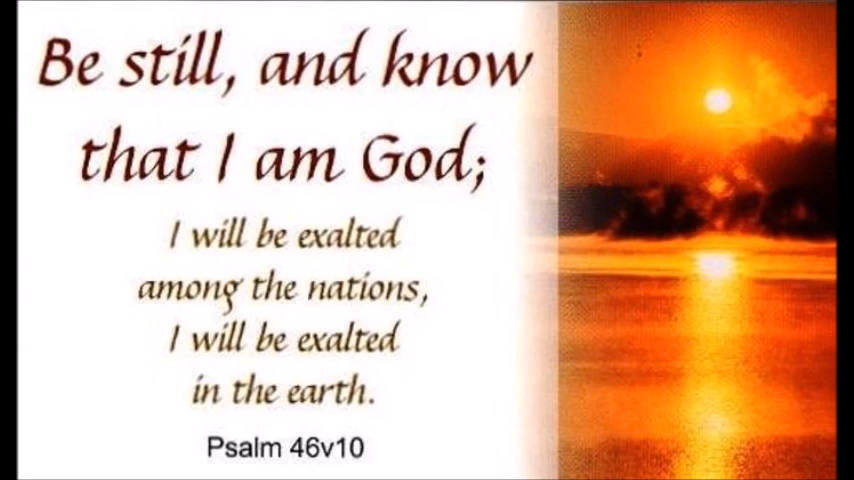 Be still, and know
that I am God;
I will be exalted
among the nations,
I will be exalted
in the earth.
Psalm 46v10